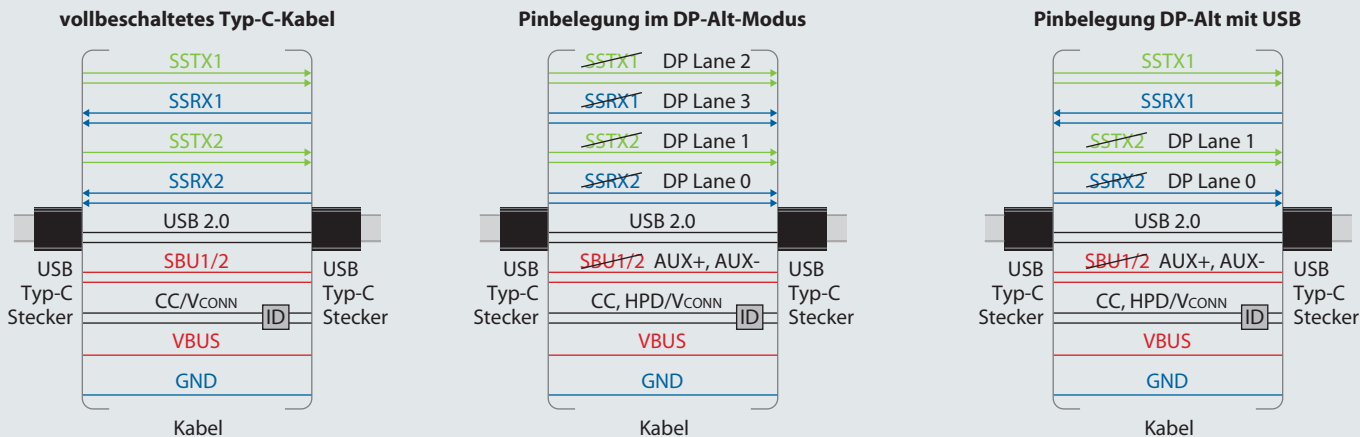 vollbeschaltetes Typ-C-Kabel
SSTX1
SSRX1
SSTX2
SSRX2
USB 2.0
SBU1/2
CC/VCONN
ID
VBUS
GND
USB
Typ-C
Stecker
USB
Typ-C
Stecker
Kabel
Pinbelegung im DP-Alt-Modus
SSTX1 DP Lane 2
SSRX1 DP Lane 3
SSTX2 DP Lane 1
SSRX2 DP Lane 0
USB 2.0
SBU1/2 AUX+, AUX-
CC, HPD/VCONN
ID
VBUS
GND
USB
Typ-C
Stecker
USB
Typ-C
Stecker
Kabel
Pinbelegung DP-Alt mit USB
SSTX1
SSRX1
SSTX2 DP Lane 1
SSRX2 DP Lane 0
USB 2.0
SBU1/2 AUX+, AUX-
CC, HPD/VCONN
ID
VBUS
GND
USB
Typ-C
Stecker
USB
Typ-C
Stecker
Kabel